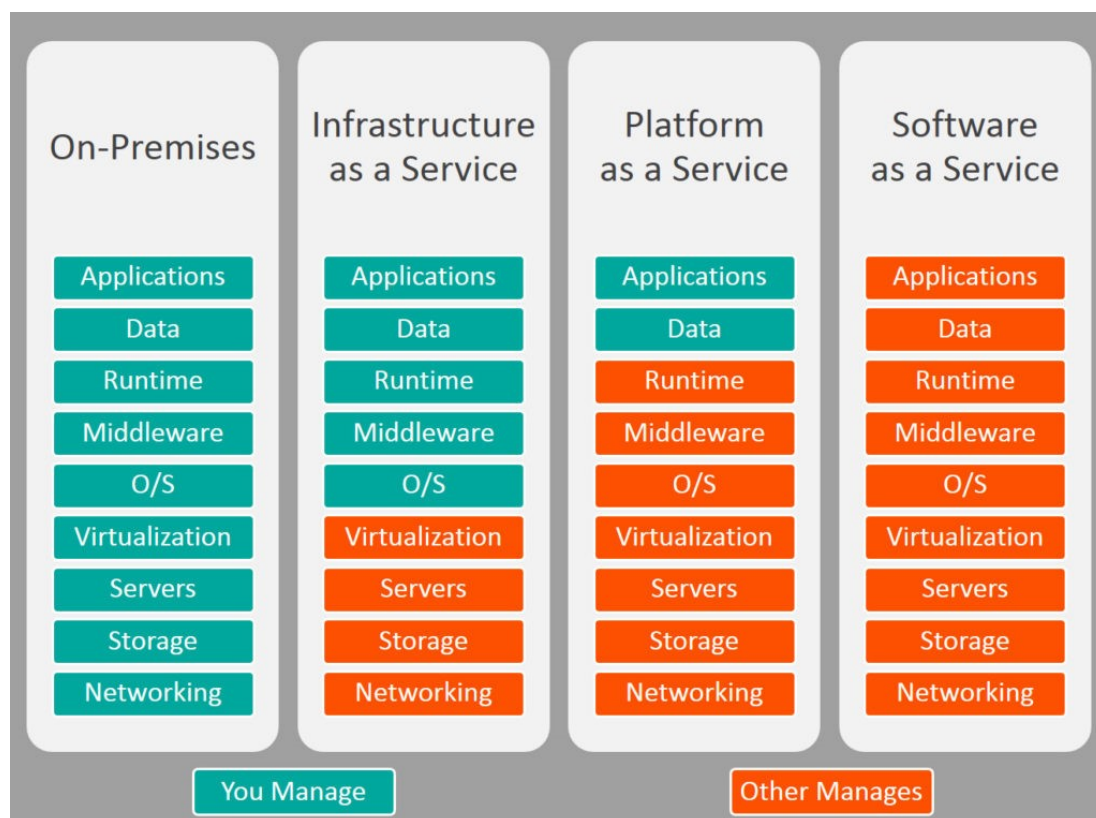 On-Premises
Applications
Data
Runtime
Middleware
O/S
Virtualization
Servers
Storage
Networking
Infrastructure
as a Service
Applications
Data
Runtime
Middleware
O/S
Virtualization
Servers
Storage
Networking
Platform
as a Service
Applications
Data
Runtime
Middleware
O/S
Virtualization
Servers
Storage
Networking
Software
as a Service
Applications
Data
Runtime
Middleware
O/S
Virtualization
Servers
Storage
Networking
You Manage
Other Manages